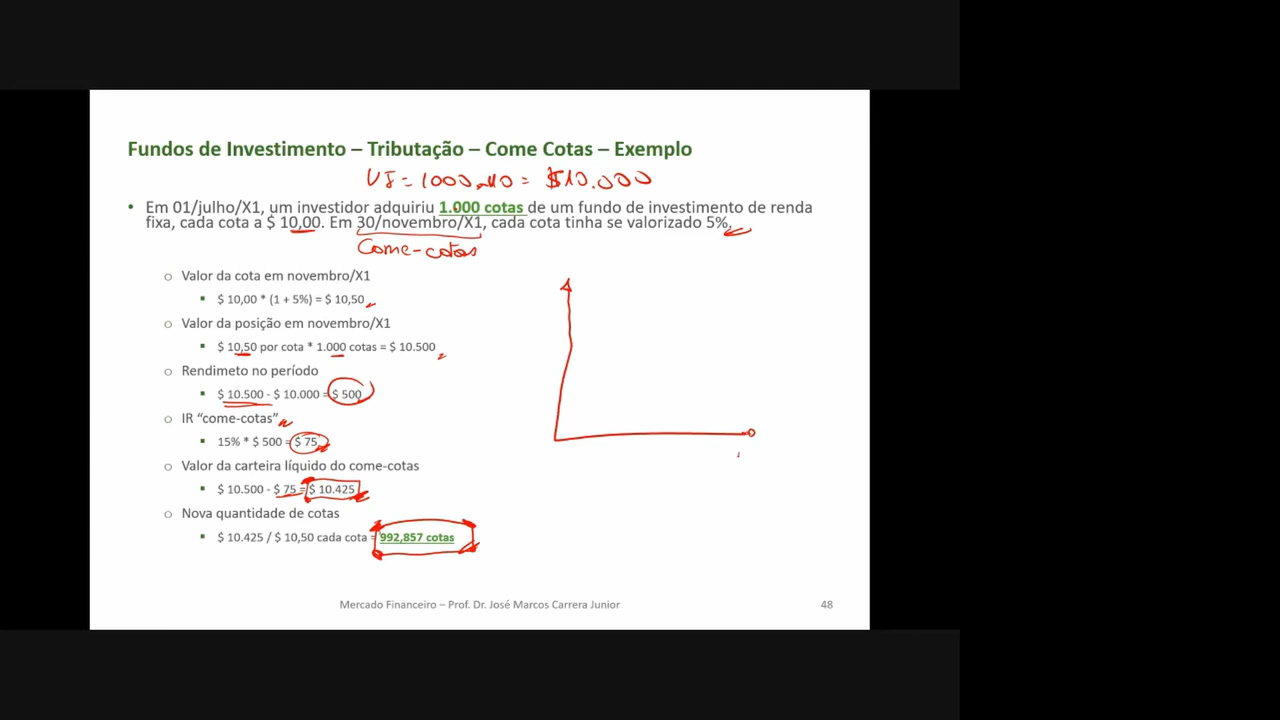 Fundos de Investimento – Tributação – Come Cotas – Exemplo
VI = 1000 x 10 = $10.000
• Em 01/julho/X1, um investidor adquiriu 1.000 cotas de um fundo de investimento de renda
fixa, cada cota a $ 10,00. Em 30/novembro/X1, cada cota tinha se valorizado 5%.
Come-cotas
o Valor da cota em novembro/X1
▪ $ 10,00 * (1 + 5%) = $ 10,50
o Valor da posição em novembro/X1
▪ $ 10,50 por cota * 1.000 cotas = $ 10.500
o Rendimeto no período
▪ $ 10.500 - $ 10.000 = $ 500
o IR “come-cotas”
▪ 15% * $ 500 = $ 75
o Valor da carteira líquido do come-cotas
▪ $ 10.500 - $ 75 = $ 10.425
o Nova quantidade de cotas
▪ $ 10.425 / $ 10,50 cada cota = 992,857 cotas
Mercado Financeiro – Prof. Dr. José Marcos Carrera Junior
48